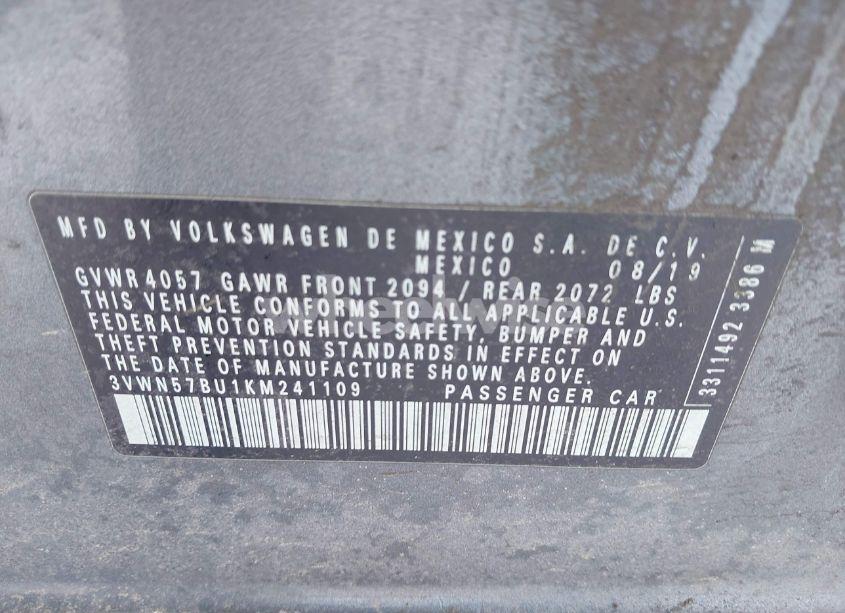 MFD BY VOLKSWAGEN DE MEXICO S.A. DE C.V.
MEXICO 08/19
GVWR 4057 GAWR FRONT 2094 / REAR 2072 LBS
THIS VEHICLE CONFORMS TO ALL APPLICABLE U.S.
FEDERAL MOTOR VEHICLE SAFETY, BUMPER AND
THEFT PREVENTION STANDARDS IN EFFECT ON
THE DATE OF MANUFACTURE SHOWN ABOVE.
3VWN57BU1KM241109 PASSENGER CAR
3311492 3386 M